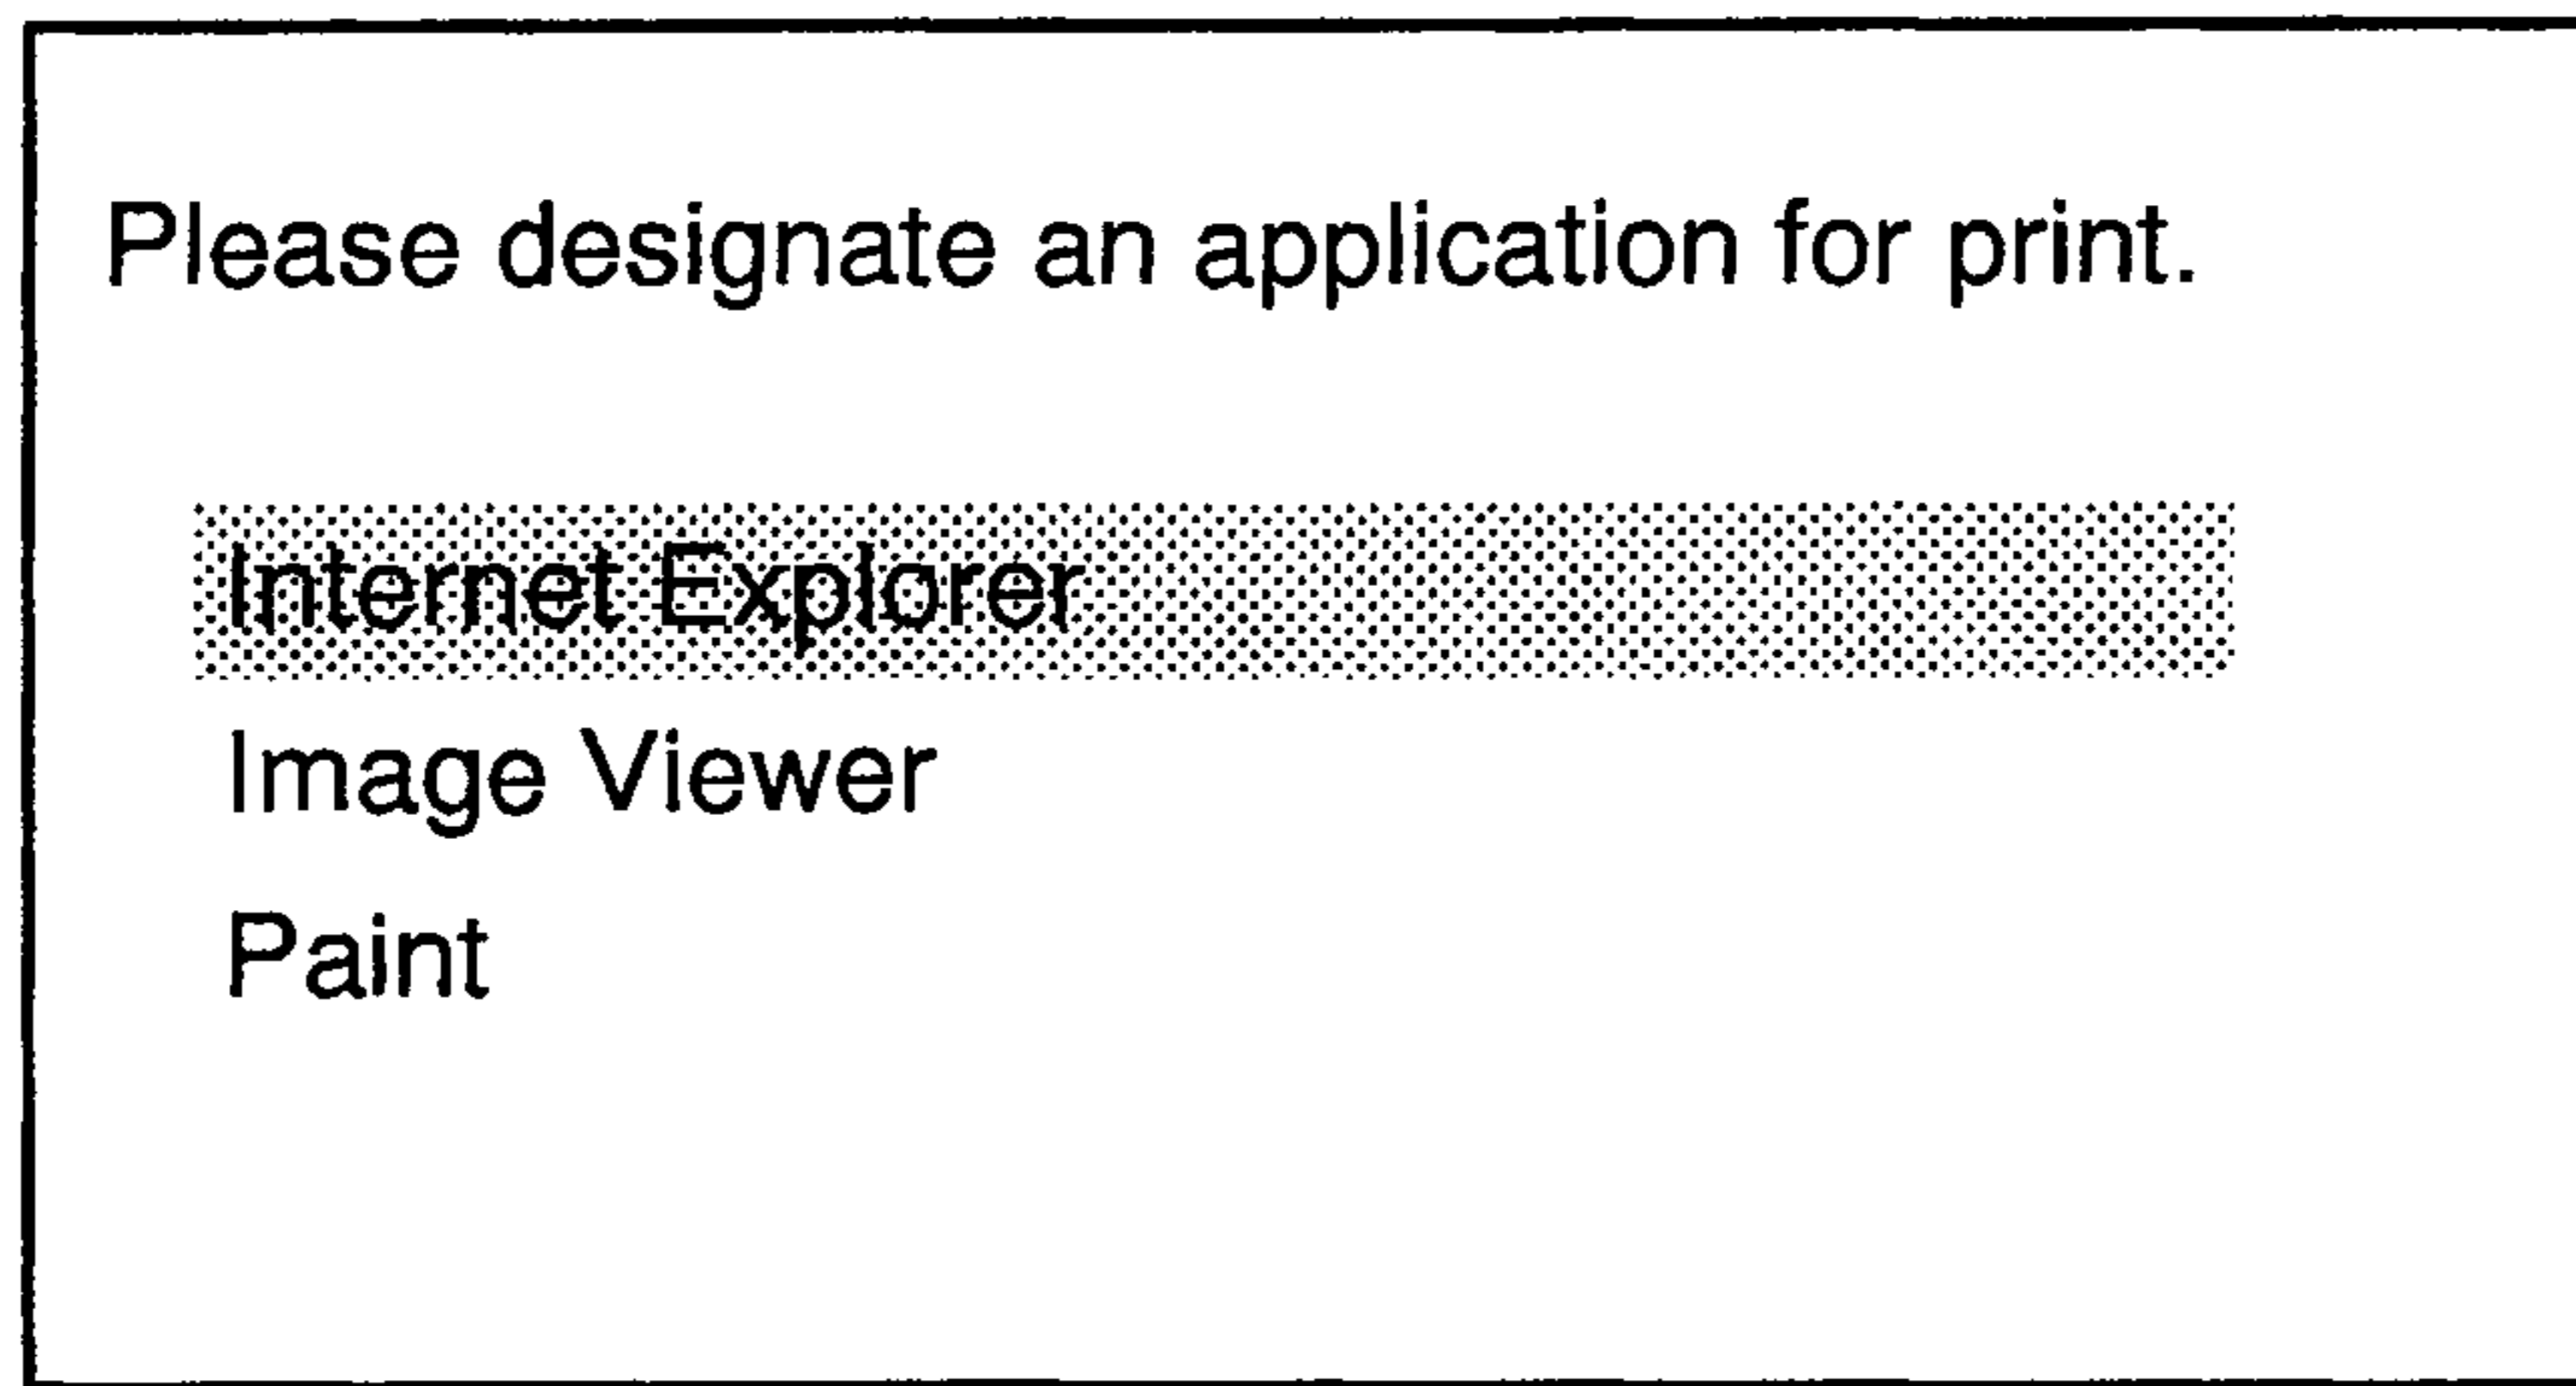 Please designate an application for print.
Internet Explorer
Image Viewer
Paint